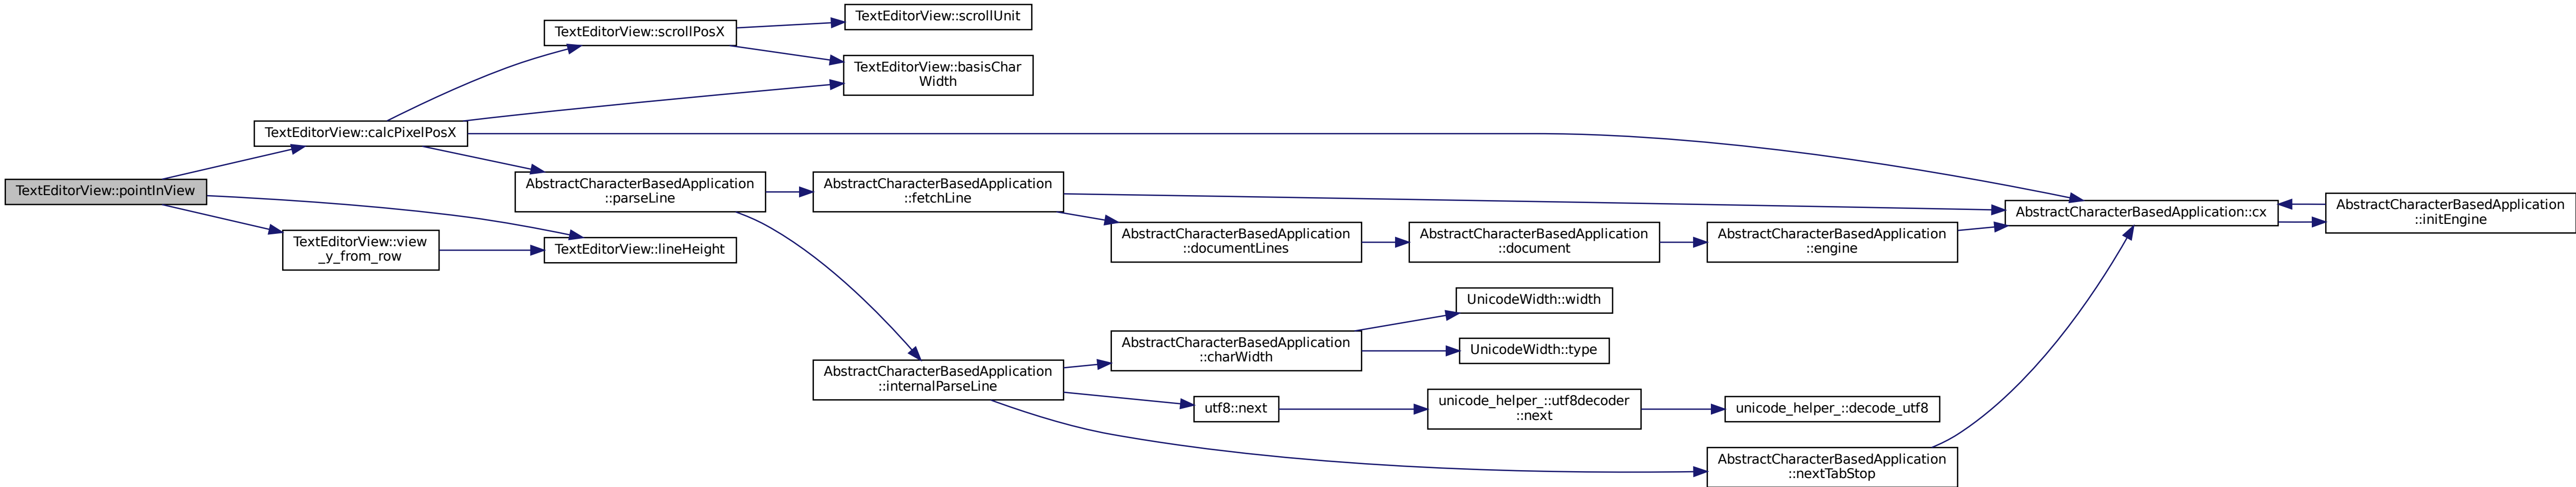 TextEditorView::pointInView
TextEditorView::calcPixelPosX
TextEditorView::view
_y_from_row
TextEditorView::scrollPosX
AbstractCharacterBasedApplication
::parseLine
TextEditorView::lineHeight
TextEditorView::scrollUnit
TextEditorView::basisChar
Width
AbstractCharacterBasedApplication
::fetchLine
AbstractCharacterBasedApplication
::internalParseLine
AbstractCharacterBasedApplication
::documentLines
AbstractCharacterBasedApplication
::charWidth
utf8::next
AbstractCharacterBasedApplication
::document
UnicodeWidth::width
UnicodeWidth::type
unicode_helper_::utf8decoder
::next
AbstractCharacterBasedApplication
::engine
unicode_helper_::decode_utf8
AbstractCharacterBasedApplication
::nextTabStop
AbstractCharacterBasedApplication::cx
AbstractCharacterBasedApplication
::initEngine